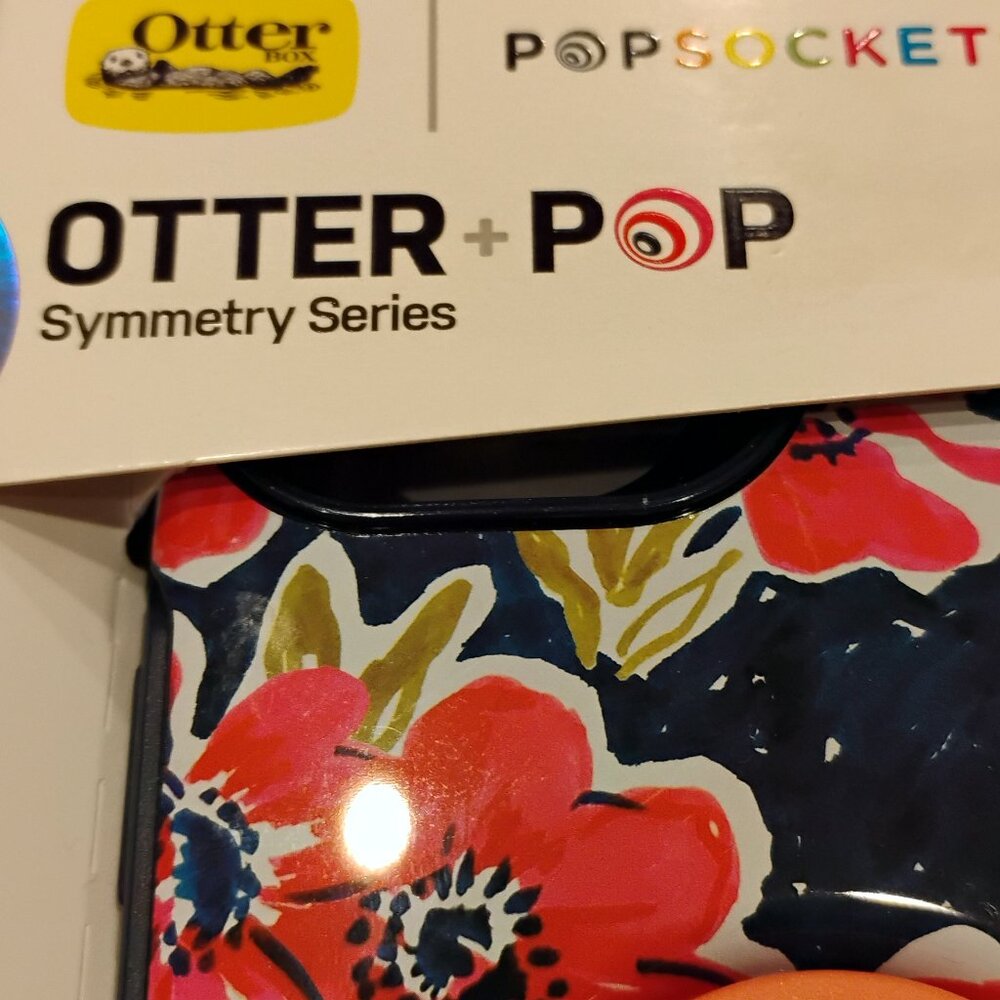 Otter
BOX
POPSOCKET
OTTER + POP
Symmetry Series